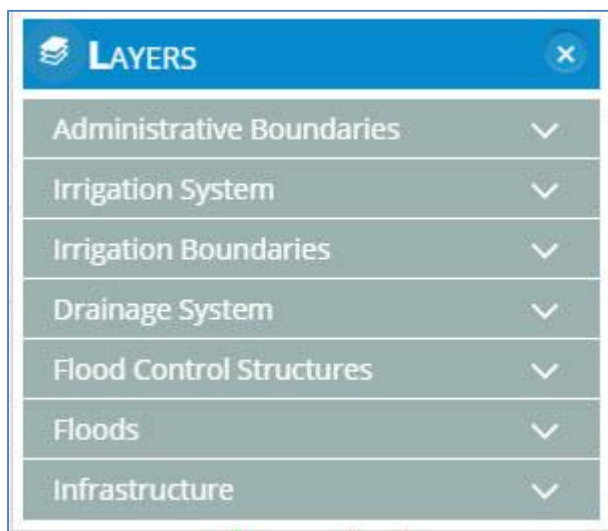 LAYERS
Administrative Boundaries
Irrigation System
Irrigation Boundaries
Drainage System
Flood Control Structures
Floods
Infrastructure